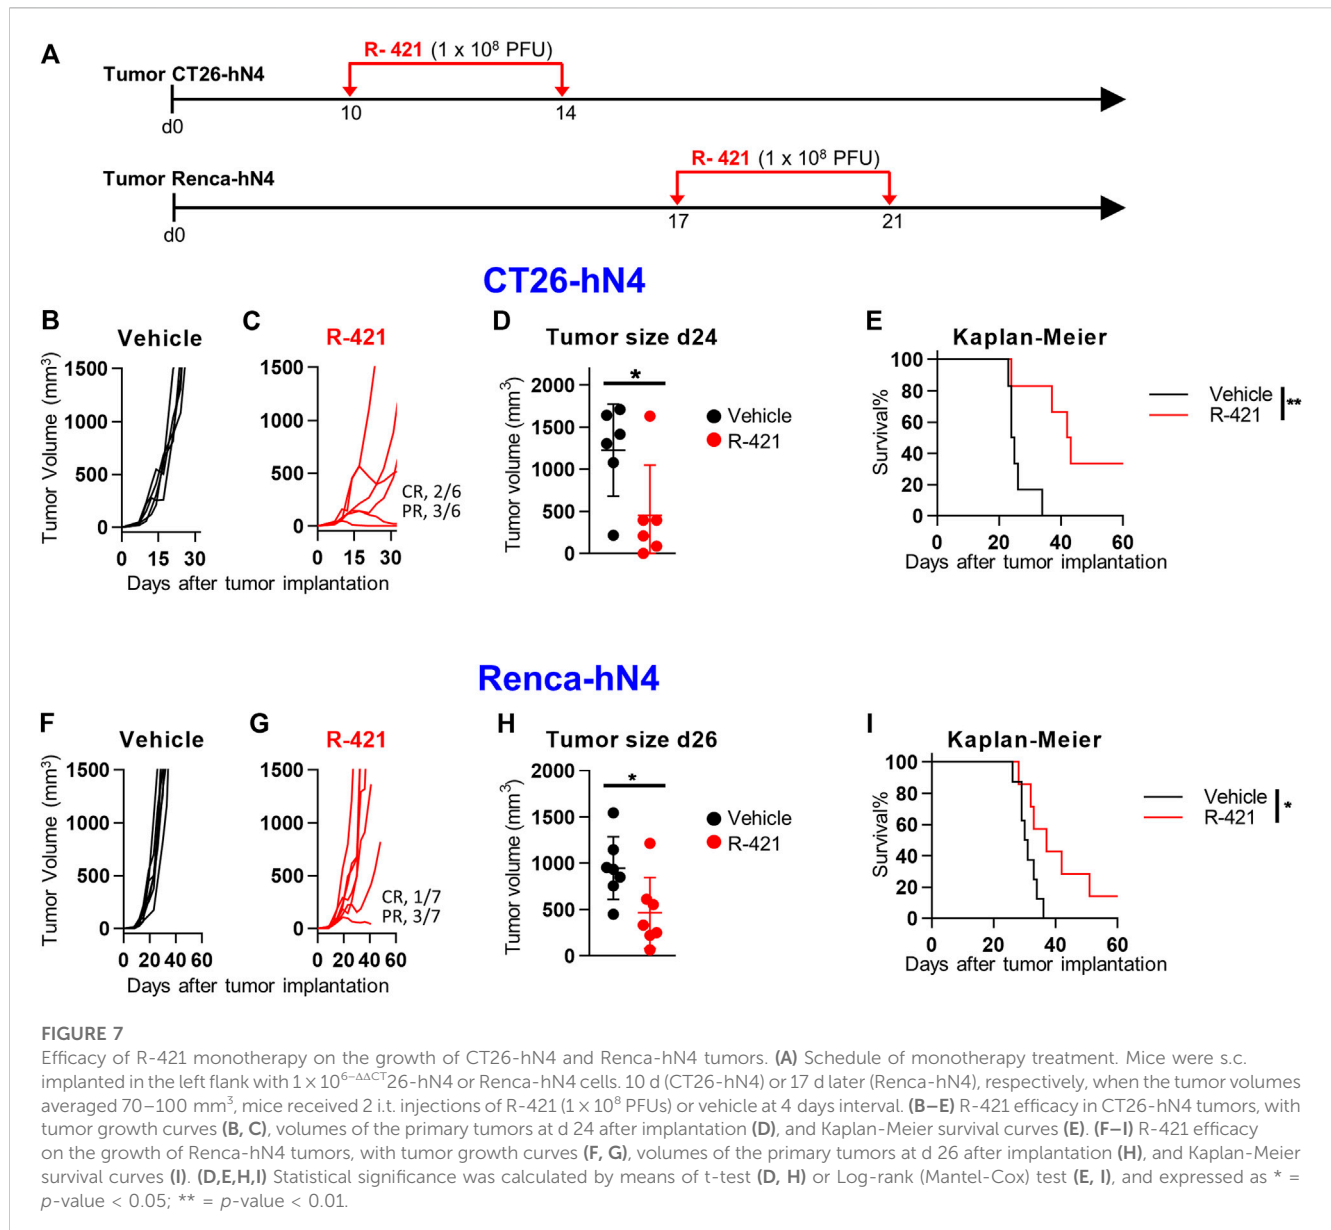 A
R- 421 (1 x 10⁸ PFU)
Tumor CT26-hN4
d0
10
14
R- 421 (1 x 10⁸ PFU)
Tumor Renca-hN4
d0
17
21
CT26-hN4
B
Vehicle
Tumor Volume (mm³)
1500
1000
500
0
0 15 30
C
R-421
1500
1000
500
0
CR, 2/6
PR, 3/6
0 15 30
Days after tumor implantation
D
Tumor size d24
*
Tumor volume (mm³)
2000
1500
1000
500
0
Vehicle
R-421
E
Kaplan-Meier
Survival%
100
80
60
40
20
0
0 20 40 60
Days after tumor implantation
Vehicle
R-421
**
Renca-hN4
F
Vehicle
Tumor Volume (mm³)
1500
1000
500
0
0 20 40 60
G
R-421
1500
1000
500
0
CR, 1/7
PR, 3/7
0 20 40 60
Days after tumor implantation
H
Tumor size d26
*
Tumor volume (mm³)
2000
1500
1000
500
0
Vehicle
R-421
I
Kaplan-Meier
Survival%
100
80
60
40
20
0
0 20 40 60
Days after tumor implantation
Vehicle
R-421
*
FIGURE 7
Efficacy of R-421 monotherapy on the growth of CT26-hN4 and Renca-hN4 tumors. (A) Schedule of monotherapy treatment. Mice were s.c.
implanted in the left flank with 1 × 10⁶⁻ΔΔCT26-hN4 or Renca-hN4 cells. 10 d (CT26-hN4) or 17 d later (Renca-hN4), respectively, when the tumor volumes
averaged 70–100 mm³, mice received 2 i.t. injections of R-421 (1 × 10⁸ PFUs) or vehicle at 4 days interval. (B–E) R-421 efficacy in CT26-hN4 tumors, with
tumor growth curves (B, C), volumes of the primary tumors at d 24 after implantation (D), and Kaplan-Meier survival curves (E). (F–I) R-421 efficacy
on the growth of Renca-hN4 tumors, with tumor growth curves (F, G), volumes of the primary tumors at d 26 after implantation (H), and Kaplan-Meier
survival curves (I). (D,E,H,I) Statistical significance was calculated by means of t-test (D, H) or Log-rank (Mantel-Cox) test (E, I), and expressed as * =
p-value < 0.05; ** = p-value < 0.01.